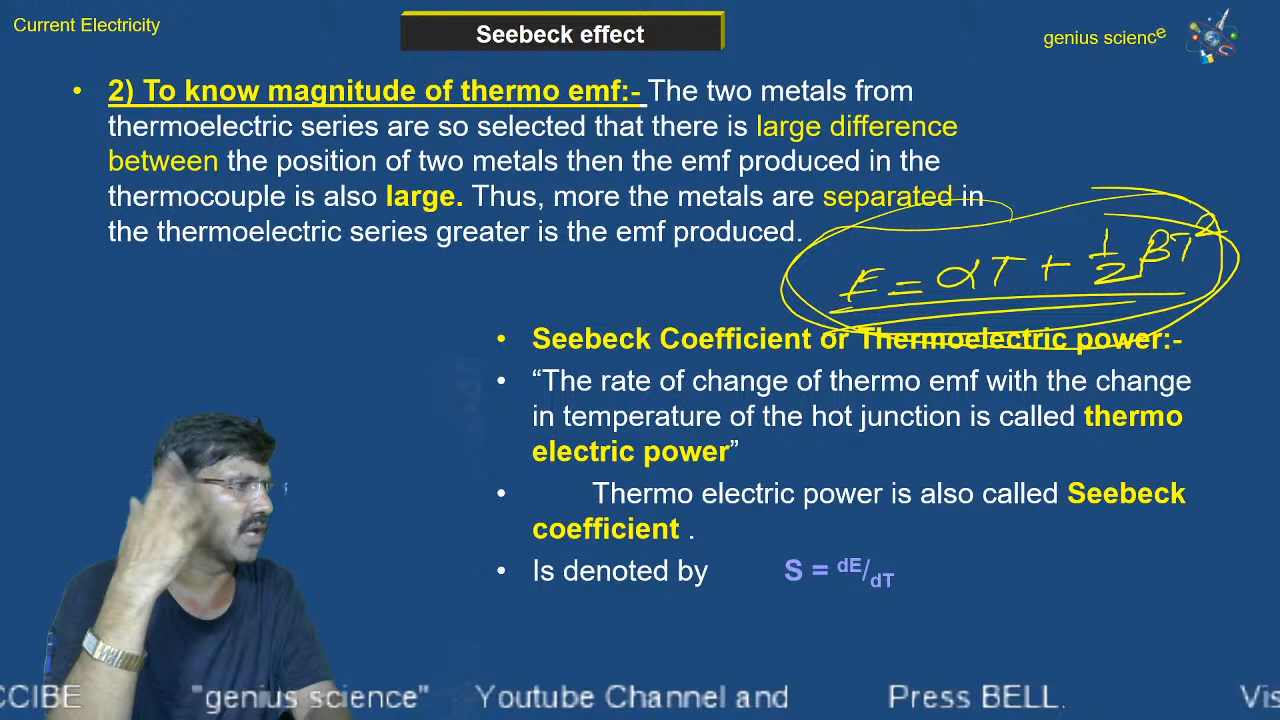 Current Electricity
Seebeck effect
genius science
• 2) To know magnitude of thermo emf:- The two metals from
thermoelectric series are so selected that there is large difference
between the position of two metals then the emf produced in the
thermocouple is also large. Thus, more the metals are separated in
the thermoelectric series greater is the emf produced.
E = αT + 1/2 βT²
• Seebeck Coefficient or Thermoelectric power:-
• “The rate of change of thermo emf with the change
in temperature of the hot junction is called thermo
electric power”
• Thermo electric power is also called Seebeck
coefficient .
• Is denoted by S = dE/dT
CCIBE "genius science" Youtube Channel and Press BELL. Vis